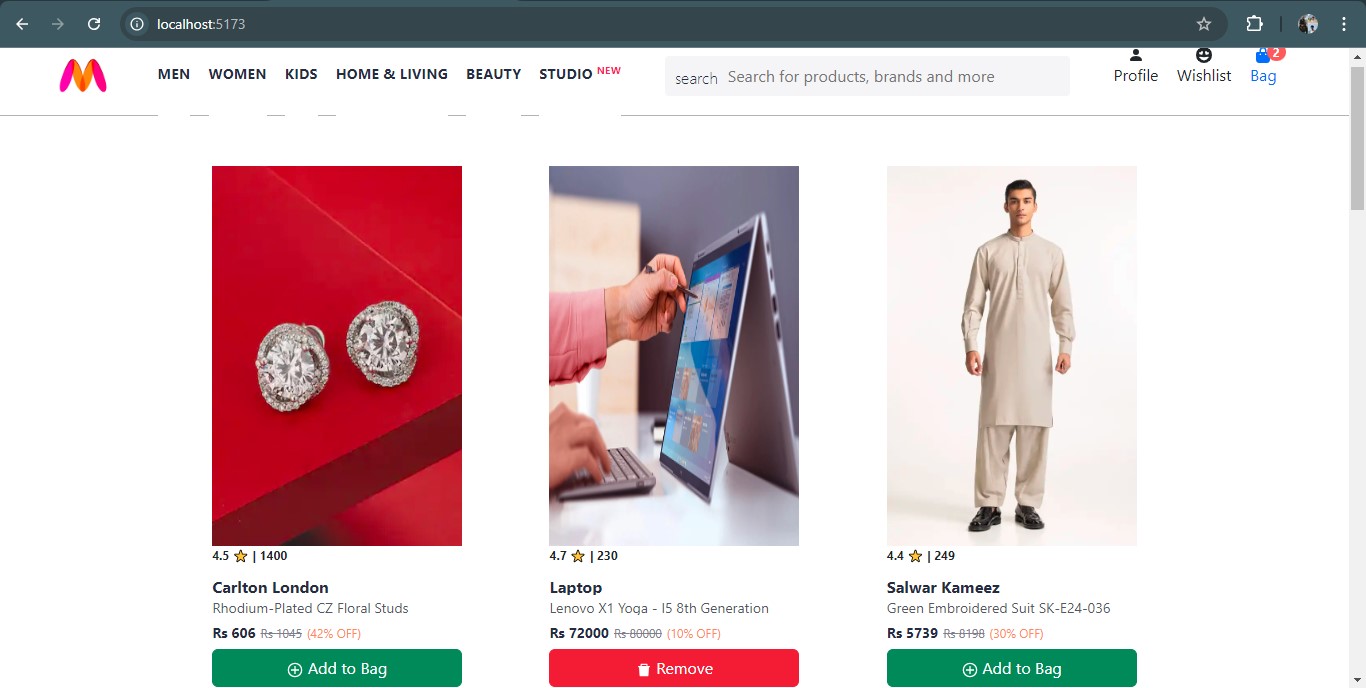 localhost:5173
MEN WOMEN KIDS HOME & LIVING BEAUTY STUDIO NEW
search Search for products, brands and more
Profile Wishlist 2 Bag
4.5 ⭐ | 1400
Carlton London
Rhodium-Plated CZ Floral Studs
Rs 606 Rs 1045 (42% OFF)
Add to Bag
4.7 ⭐ | 230
Laptop
Lenovo X1 Yoga - I5 8th Generation
Rs 72000 Rs 80000 (10% OFF)
Remove
4.4 ⭐ | 249
Salwar Kameez
Green Embroidered Suit SK-E24-036
Rs 5739 Rs 8198 (30% OFF)
Add to Bag